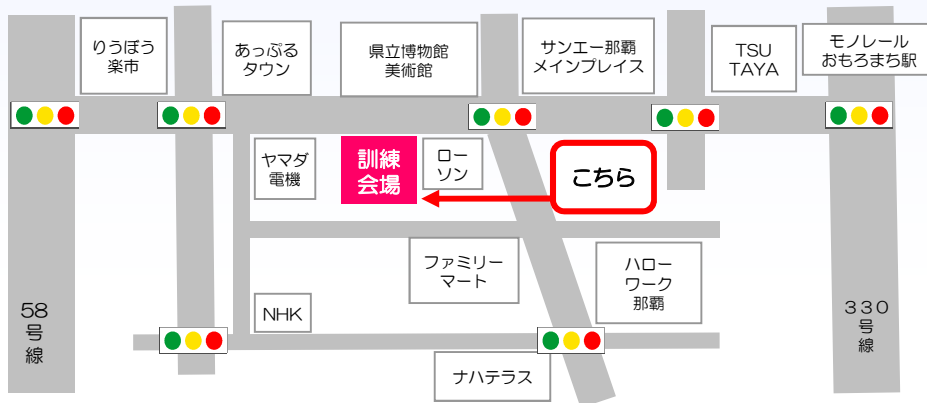 りうぼう
楽市
あっぷる
タウン
県立博物館
美術館
サンエー那覇
メインプレイス
TSU
TAYA
モノレール
おもろまち駅
ヤマダ
電機
訓練
会場
ロー
ソン
こちら
ファミリー
マート
ハロー
ワーク
那覇
58
号
線
NHK
330
号
線
ナハテラス